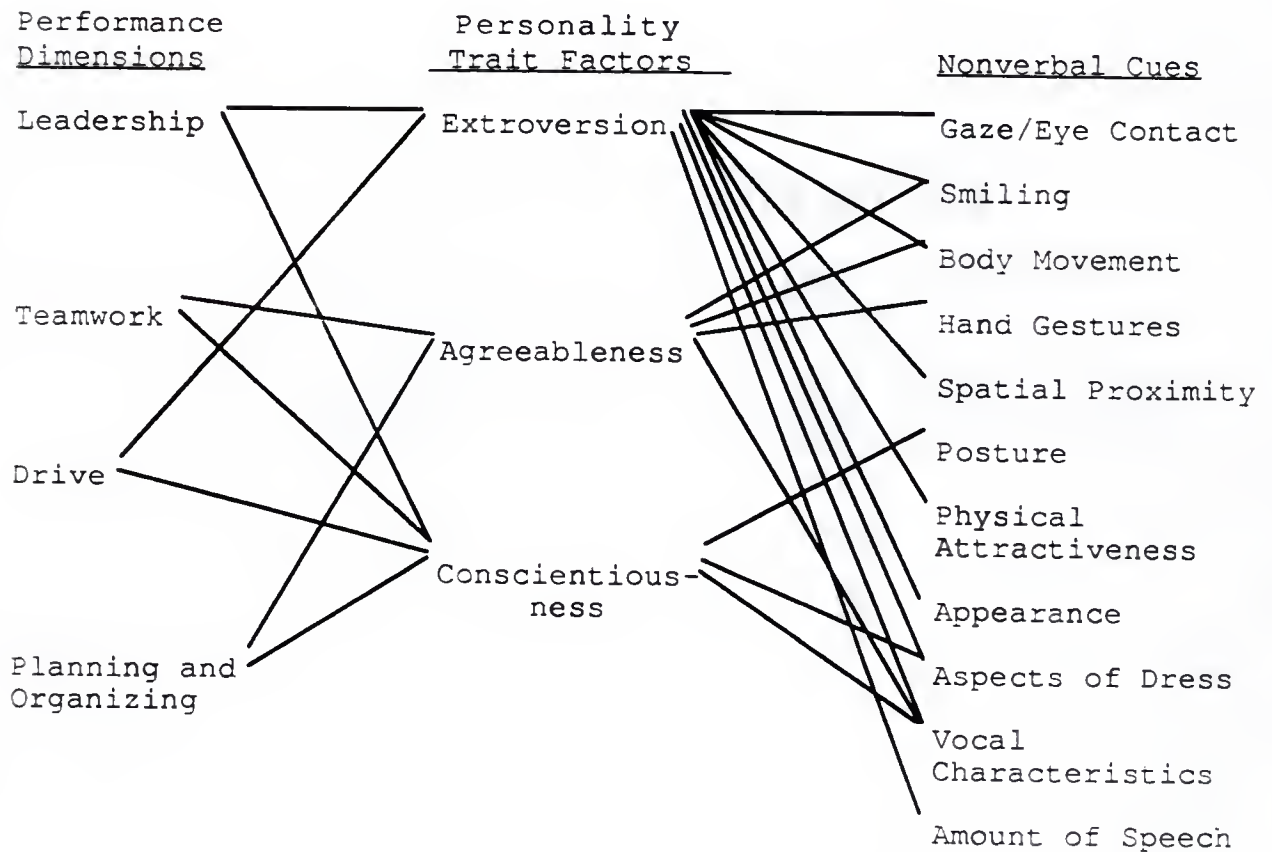 Performance
Dimensions
Leadership
Teamwork
Drive
Planning and
Organizing
Personality
Trait Factors
Extroversion
Agreeableness
Conscientious-
ness
Nonverbal Cues
Gaze/Eye Contact
Smiling
Body Movement
Hand Gestures
Spatial Proximity
Posture
Physical
Attractiveness
Appearance
Aspects of Dress
Vocal
Characteristics
Amount of Speech